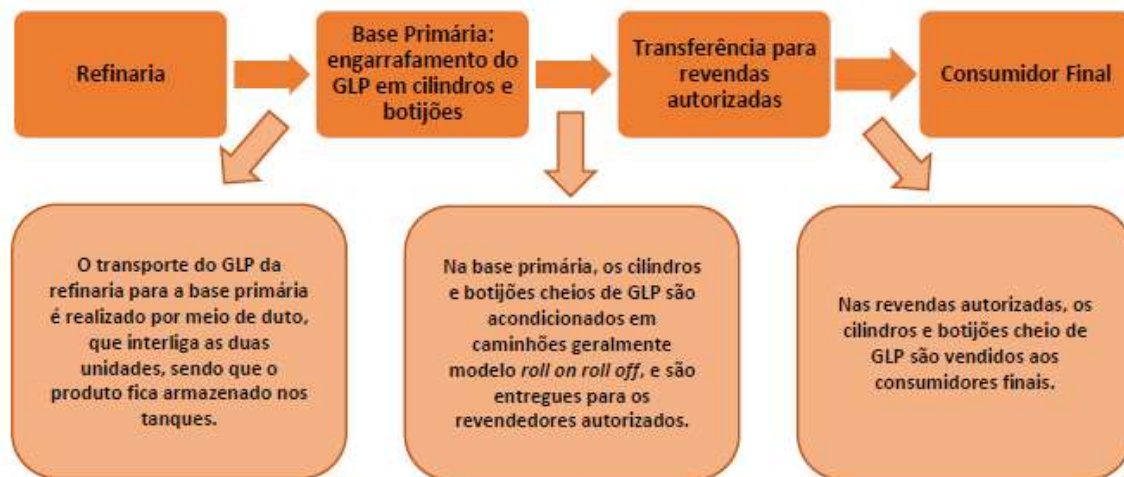 Refinaria
Base Primária:
engarrafamento do
GLP em cilindros e
botijões
Transferência para
revendas
autorizadas
Consumidor Final
O transporte do GLP da
refinaria para a base primária
é realizado por meio de duto,
que interliga as duas
unidades, sendo que o
produto fica armazenado nos
tanques.
Na base primária, os cilindros
e botijões cheios de GLP são
acondicionados em
caminhões geralmente
modelo roll on roll off, e são
entregues para os
revendedores autorizados.
Nas revendas autorizadas, os
cilindros e botijões cheio de
GLP são vendidos aos
consumidores finais.